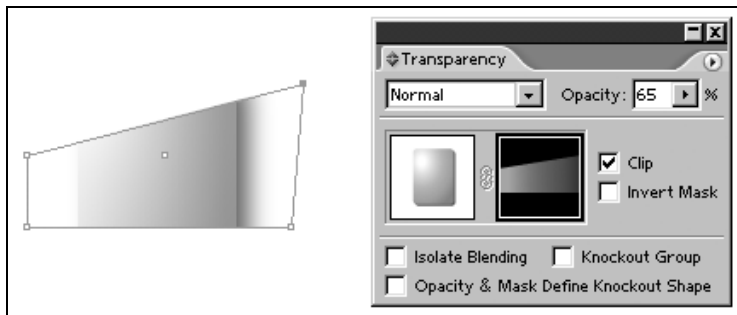 Transparency
Normal Opacity: 65 %
Clip
Invert Mask
Isolate Blending Knockout Group
Opacity & Mask Define Knockout Shape